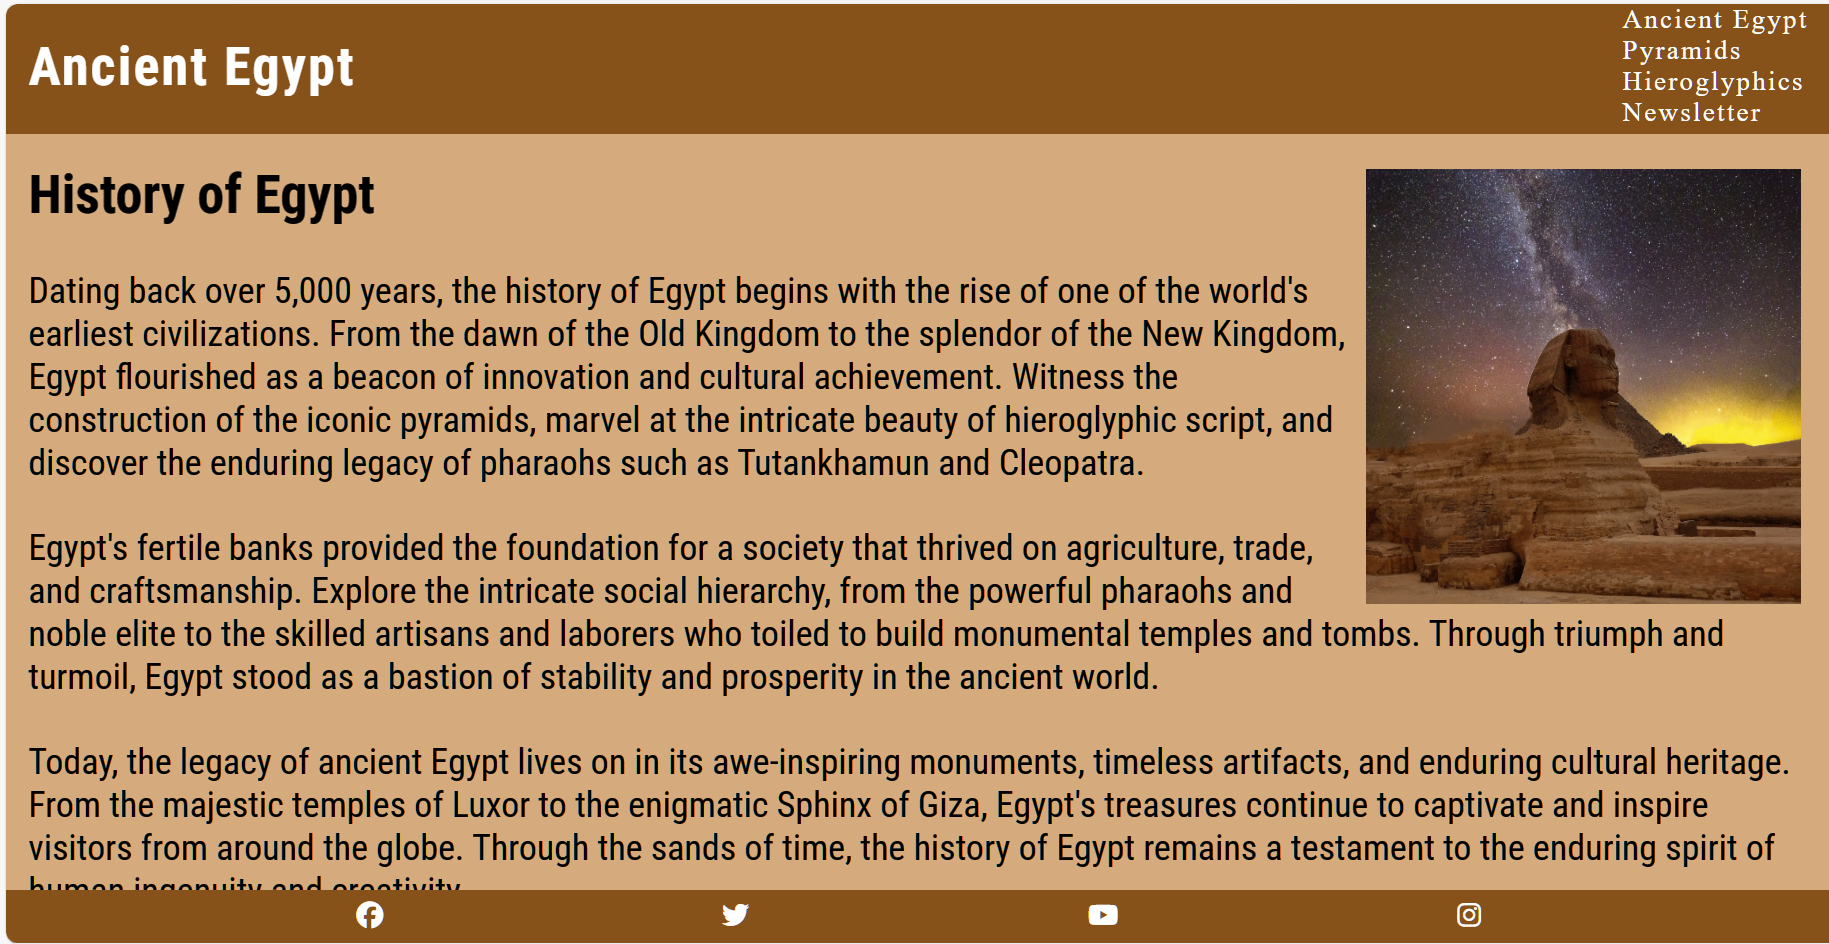 Ancient Egypt
Ancient Egypt
Pyramids
Hieroglyphics
Newsletter
History of Egypt
Dating back over 5,000 years, the history of Egypt begins with the rise of one of the world's
earliest civilizations. From the dawn of the Old Kingdom to the splendor of the New Kingdom,
Egypt flourished as a beacon of innovation and cultural achievement. Witness the
construction of the iconic pyramids, marvel at the intricate beauty of hieroglyphic script, and
discover the enduring legacy of pharaohs such as Tutankhamun and Cleopatra.
Egypt's fertile banks provided the foundation for a society that thrived on agriculture, trade,
and craftsmanship. Explore the intricate social hierarchy, from the powerful pharaohs and
noble elite to the skilled artisans and laborers who toiled to build monumental temples and tombs. Through triumph and
turmoil, Egypt stood as a bastion of stability and prosperity in the ancient world.
Today, the legacy of ancient Egypt lives on in its awe-inspiring monuments, timeless artifacts, and enduring cultural heritage.
From the majestic temples of Luxor to the enigmatic Sphinx of Giza, Egypt's treasures continue to captivate and inspire
visitors from around the globe. Through the sands of time, the history of Egypt remains a testament to the enduring spirit of
human ingenuity and creativity.